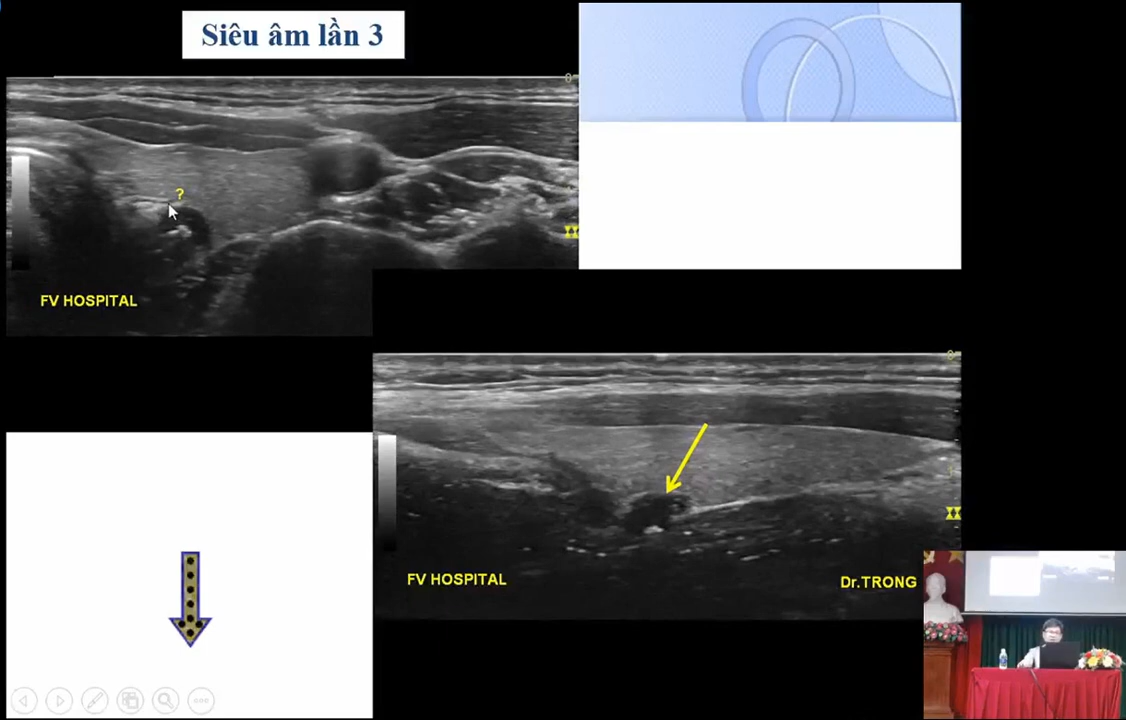 Siêu âm lần 3
?
FV HOSPITAL
FV HOSPITAL
Dr.TRONG